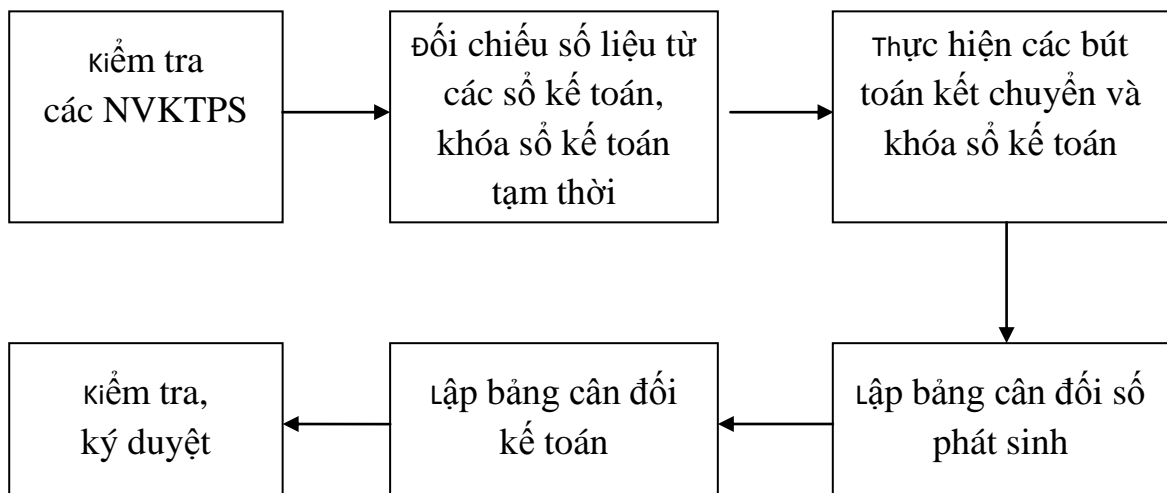 Kiểm tra
các NVKTPS
Đối chiếu số liệu từ
các sổ kế toán,
khóa sổ kế toán
tạm thời
Thực hiện các bút
toán kết chuyển và
khóa sổ kế toán
Lập bảng cân đối số
phát sinh
Lập bảng cân đối
kế toán
Kiểm tra,
ký duyệt